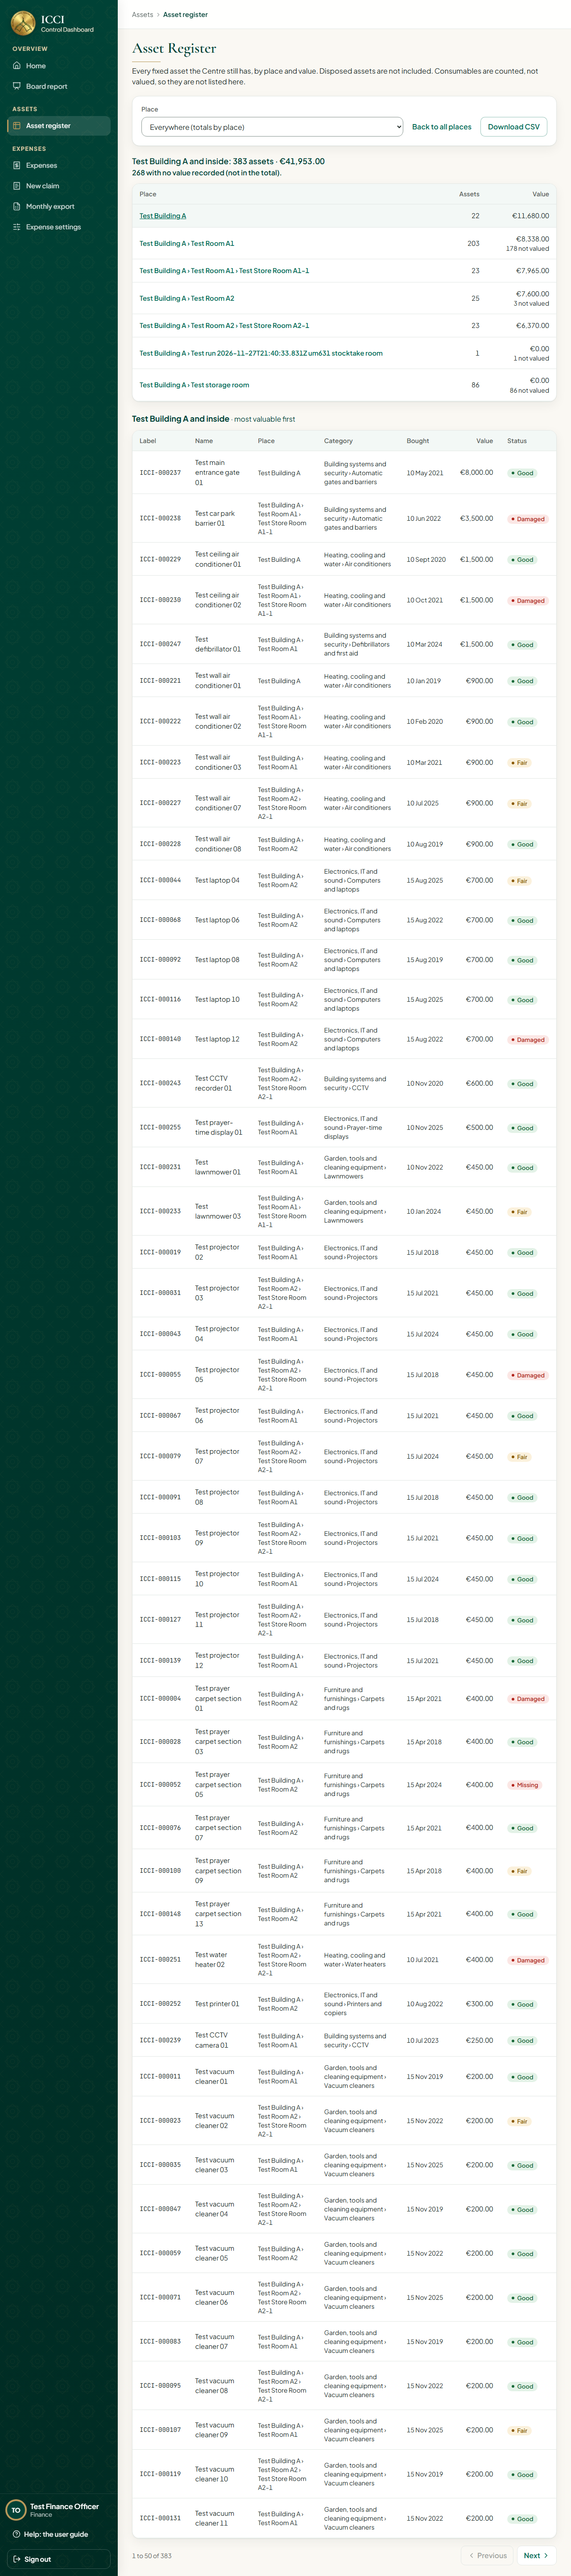 ICCI
Control Dashboard
OVERVIEW
Home
Board report
ASSETS
Asset register
EXPENSES
Expenses
New claim
Monthly export
Expense settings
Assets › Asset register
Asset Register
Every fixed asset the Centre still has, by place and value. Disposed assets are not included. Consumables are counted, not
valued, so they are not listed here.
Place
Everywhere (totals by place)
Back to all places
Download CSV
Test Building A and inside: 383 assets · €41,953.00
268 with no value recorded (not in the total).
Place Assets Value
Test Building A 22 €11,680.00
Test Building A › Test Room A1 203 €8,338.00
178 not valued
Test Building A › Test Room A1 › Test Store Room A1-1 23 €7,965.00
Test Building A › Test Room A2 25 €7,600.00
3 not valued
Test Building A › Test Room A2 › Test Store Room A2-1 23 €6,370.00
Test Building A › Test run 2026-11-27T21:40:33.831Z um631 stocktake room 1 €0.00
1 not valued
Test Building A › Test storage room 86 €0.00
86 not valued
Test Building A and inside · most valuable first
Label Name Place Category Bought Value Status
ICCI-000237 Test main entrance gate 01 Test Building A Building systems and security › Automatic gates and barriers 10 May 2021 €8,000.00 Good
ICCI-000238 Test car park barrier 01 Test Building A › Test Room A1 › Test Store Room A1-1 Building systems and security › Automatic gates and barriers 10 Jun 2022 €3,500.00 Damaged
ICCI-000229 Test ceiling air conditioner 01 Test Building A Heating, cooling and water › Air conditioners 10 Sept 2020 €1,500.00 Good
ICCI-000230 Test ceiling air conditioner 02 Test Building A › Test Room A1 › Test Store Room A1-1 Heating, cooling and water › Air conditioners 10 Oct 2021 €1,500.00 Damaged
ICCI-000247 Test defibrillator 01 Test Building A › Test Room A1 Building systems and security › Defibrillators and first aid 10 Mar 2024 €1,500.00 Good
ICCI-000221 Test wall air conditioner 01 Test Building A Heating, cooling and water › Air conditioners 10 Jan 2019 €900.00 Good
ICCI-000222 Test wall air conditioner 02 Test Building A › Test Room A1 › Test Store Room A1-1 Heating, cooling and water › Air conditioners 10 Feb 2020 €900.00 Good
ICCI-000223 Test wall air conditioner 03 Test Building A › Test Room A1 Heating, cooling and water › Air conditioners 10 Mar 2021 €900.00 Fair
ICCI-000227 Test wall air conditioner 07 Test Building A › Test Room A2 › Test Store Room A2-1 Heating, cooling and water › Air conditioners 10 Jul 2025 €900.00 Fair
ICCI-000228 Test wall air conditioner 08 Test Building A › Test Room A2 Heating, cooling and water › Air conditioners 10 Aug 2019 €900.00 Good
ICCI-000044 Test laptop 04 Test Building A › Test Room A2 Electronics, IT and sound › Computers and laptops 15 Aug 2025 €700.00 Fair
ICCI-000068 Test laptop 06 Test Building A › Test Room A2 Electronics, IT and sound › Computers and laptops 15 Aug 2022 €700.00 Good
ICCI-000092 Test laptop 08 Test Building A › Test Room A2 Electronics, IT and sound › Computers and laptops 15 Aug 2019 €700.00 Good
ICCI-000116 Test laptop 10 Test Building A › Test Room A2 Electronics, IT and sound › Computers and laptops 15 Aug 2025 €700.00 Good
ICCI-000140 Test laptop 12 Test Building A › Test Room A2 Electronics, IT and sound › Computers and laptops 15 Aug 2022 €700.00 Damaged
ICCI-000243 Test CCTV recorder 01 Test Building A › Test Room A2 › Test Store Room A2-1 Building systems and security › CCTV 10 Nov 2020 €600.00 Good
ICCI-000255 Test prayer-time display 01 Test Building A › Test Room A1 Electronics, IT and sound › Prayer-time displays 10 Nov 2025 €500.00 Good
ICCI-000231 Test lawnmower 01 Test Building A › Test Room A1 Garden, tools and cleaning equipment › Lawnmowers 10 Nov 2022 €450.00 Good
ICCI-000233 Test lawnmower 03 Test Building A › Test Room A1 › Test Store Room A1-1 Garden, tools and cleaning equipment › Lawnmowers 10 Jan 2024 €450.00 Fair
ICCI-000019 Test projector 02 Test Building A › Test Room A1 Electronics, IT and sound › Projectors 15 Jul 2018 €450.00 Good
ICCI-000031 Test projector 03 Test Building A › Test Room A2 › Test Store Room A2-1 Electronics, IT and sound › Projectors 15 Jul 2021 €450.00 Good
ICCI-000043 Test projector 04 Test Building A › Test Room A1 Electronics, IT and sound › Projectors 15 Jul 2024 €450.00 Good
ICCI-000055 Test projector 05 Test Building A › Test Room A2 › Test Store Room A2-1 Electronics, IT and sound › Projectors 15 Jul 2018 €450.00 Damaged
ICCI-000067 Test projector 06 Test Building A › Test Room A1 Electronics, IT and sound › Projectors 15 Jul 2021 €450.00 Good
ICCI-000079 Test projector 07 Test Building A › Test Room A2 › Test Store Room A2-1 Electronics, IT and sound › Projectors 15 Jul 2024 €450.00 Fair
ICCI-000091 Test projector 08 Test Building A › Test Room A1 Electronics, IT and sound › Projectors 15 Jul 2018 €450.00 Good
ICCI-000103 Test projector 09 Test Building A › Test Room A2 › Test Store Room A2-1 Electronics, IT and sound › Projectors 15 Jul 2021 €450.00 Good
ICCI-000115 Test projector 10 Test Building A › Test Room A1 Electronics, IT and sound › Projectors 15 Jul 2024 €450.00 Good
ICCI-000127 Test projector 11 Test Building A › Test Room A2 › Test Store Room A2-1 Electronics, IT and sound › Projectors 15 Jul 2018 €450.00 Good
ICCI-000139 Test projector 12 Test Building A › Test Room A1 Electronics, IT and sound › Projectors 15 Jul 2021 €450.00 Good
ICCI-000004 Test prayer carpet section 01 Test Building A › Test Room A2 Furniture and furnishings › Carpets and rugs 15 Apr 2021 €400.00 Damaged
ICCI-000028 Test prayer carpet section 03 Test Building A › Test Room A2 Furniture and furnishings › Carpets and rugs 15 Apr 2018 €400.00 Good
ICCI-000052 Test prayer carpet section 05 Test Building A › Test Room A2 Furniture and furnishings › Carpets and rugs 15 Apr 2024 €400.00 Missing
ICCI-000076 Test prayer carpet section 07 Test Building A › Test Room A2 Furniture and furnishings › Carpets and rugs 15 Apr 2021 €400.00 Good
ICCI-000100 Test prayer carpet section 09 Test Building A › Test Room A2 Furniture and furnishings › Carpets and rugs 15 Apr 2018 €400.00 Fair
ICCI-000148 Test prayer carpet section 13 Test Building A › Test Room A2 Furniture and furnishings › Carpets and rugs 15 Apr 2021 €400.00 Good
ICCI-000251 Test water heater 02 Test Building A › Test Room A2 › Test Store Room A2-1 Heating, cooling and water › Water heaters 10 Jul 2021 €400.00 Damaged
ICCI-000252 Test printer 01 Test Building A › Test Room A2 Electronics, IT and sound › Printers and copiers 10 Aug 2022 €300.00 Good
ICCI-000239 Test CCTV camera 01 Test Building A › Test Room A1 Building systems and security › CCTV 10 Jul 2023 €250.00 Good
ICCI-000011 Test vacuum cleaner 01 Test Building A › Test Room A1 Garden, tools and cleaning equipment › Vacuum cleaners 15 Nov 2019 €200.00 Good
ICCI-000023 Test vacuum cleaner 02 Test Building A › Test Room A2 › Test Store Room A2-1 Garden, tools and cleaning equipment › Vacuum cleaners 15 Nov 2022 €200.00 Fair
ICCI-000035 Test vacuum cleaner 03 Test Building A › Test Room A1 Garden, tools and cleaning equipment › Vacuum cleaners 15 Nov 2025 €200.00 Good
ICCI-000047 Test vacuum cleaner 04 Test Building A › Test Room A2 › Test Store Room A2-1 Garden, tools and cleaning equipment › Vacuum cleaners 15 Nov 2019 €200.00 Good
ICCI-000059 Test vacuum cleaner 05 Test Building A › Test Room A2 Garden, tools and cleaning equipment › Vacuum cleaners 15 Nov 2022 €200.00 Good
ICCI-000071 Test vacuum cleaner 06 Test Building A › Test Room A2 › Test Store Room A2-1 Garden, tools and cleaning equipment › Vacuum cleaners 15 Nov 2025 €200.00 Good
ICCI-000083 Test vacuum cleaner 07 Test Building A › Test Room A1 Garden, tools and cleaning equipment › Vacuum cleaners 15 Nov 2019 €200.00 Good
ICCI-000095 Test vacuum cleaner 08 Test Building A › Test Room A2 › Test Store Room A2-1 Garden, tools and cleaning equipment › Vacuum cleaners 15 Nov 2022 €200.00 Good
ICCI-000107 Test vacuum cleaner 09 Test Building A › Test Room A1 Garden, tools and cleaning equipment › Vacuum cleaners 15 Nov 2025 €200.00 Fair
ICCI-000119 Test vacuum cleaner 10 Test Building A › Test Room A2 › Test Store Room A2-1 Garden, tools and cleaning equipment › Vacuum cleaners 15 Nov 2019 €200.00 Good
ICCI-000131 Test vacuum cleaner 11 Test Building A › Test Room A1 Garden, tools and cleaning equipment › Vacuum cleaners 15 Nov 2022 €200.00 Good
1 to 50 of 383
Previous
Next
TO
Test Finance Officer
Finance
Help: the user guide
Sign out